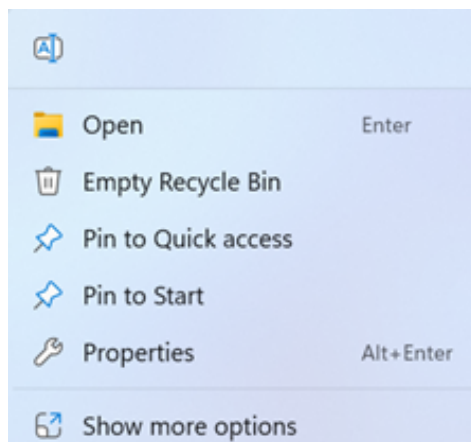 Open Enter
Empty Recycle Bin
Pin to Quick access
Pin to Start
Properties Alt+Enter
Show more options